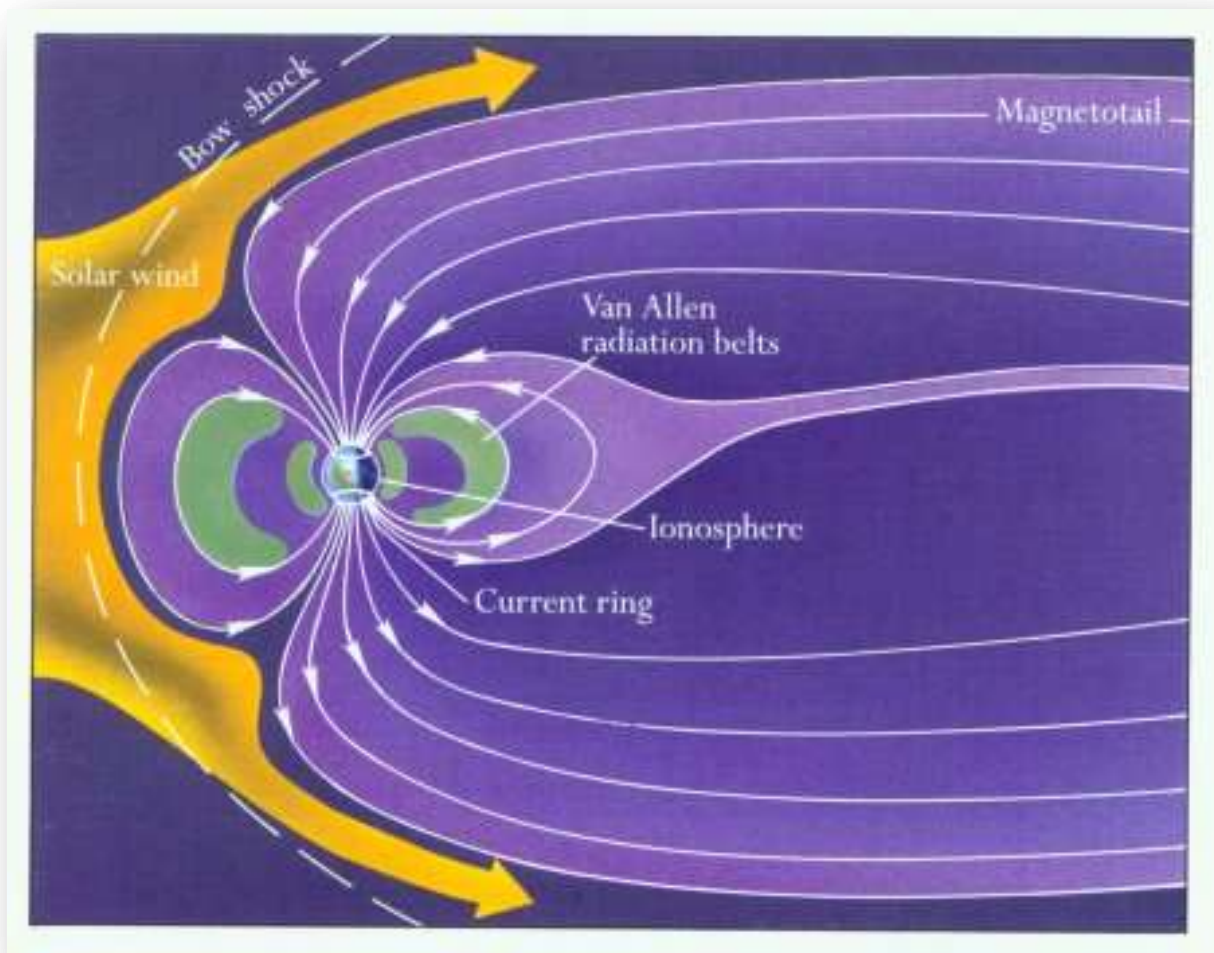 Bow shock
Magnetotail
Solar wind
Van Allen
radiation belts
Ionosphere
Current ring